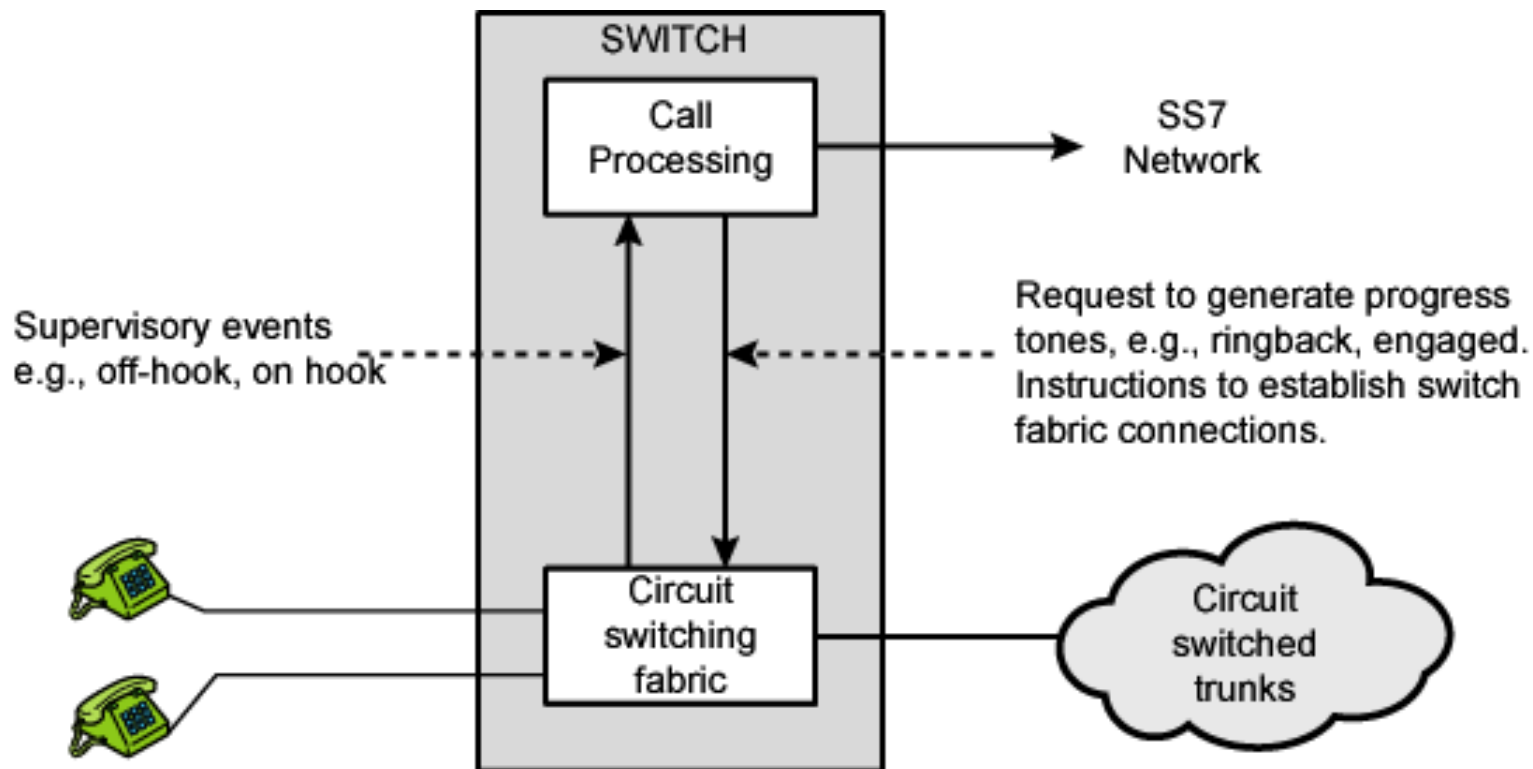 SWITCH
Call
Processing
SS7
Network
Supervisory events
e.g., off-hook, on hook
Request to generate progress
tones, e.g., ringback, engaged.
Instructions to establish switch
fabric connections.
Circuit
switching
fabric
Circuit
switched
trunks